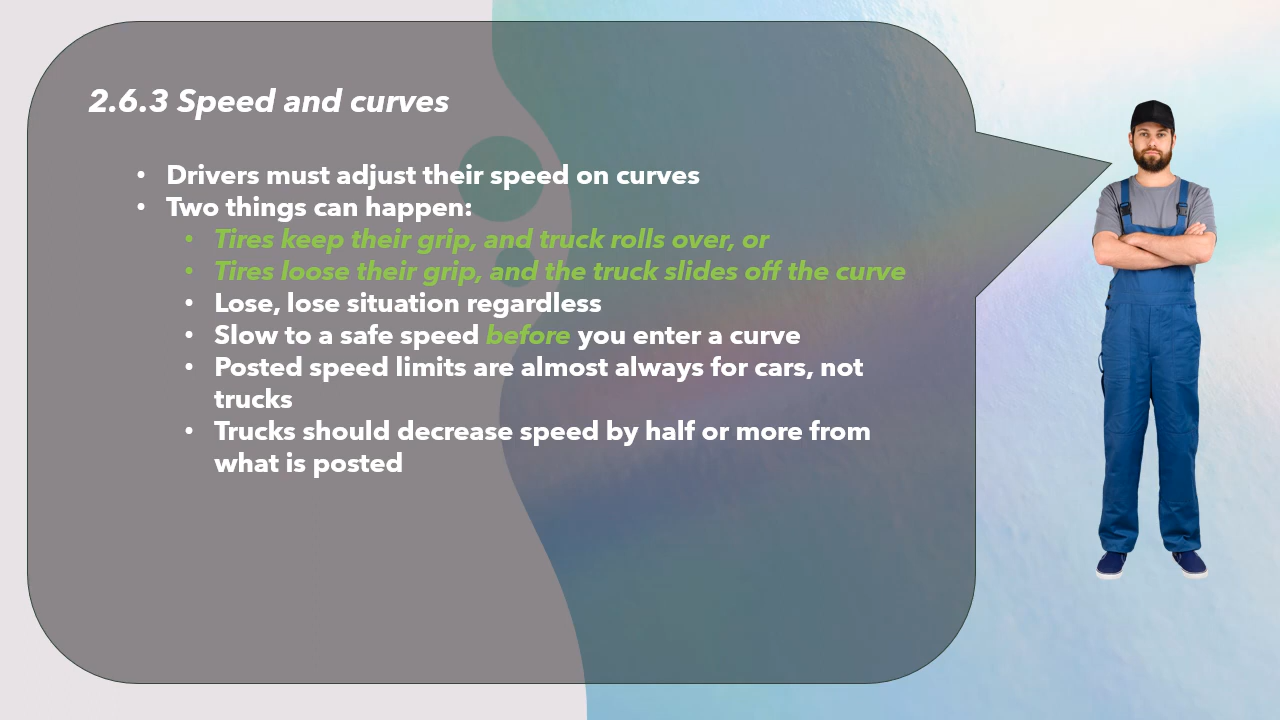 2.6.3 Speed and curves
• Drivers must adjust their speed on curves
• Two things can happen:
• Tires keep their grip, and truck rolls over, or
• Tires loose their grip, and the truck slides off the curve
• Lose, lose situation regardless
• Slow to a safe speed before you enter a curve
• Posted speed limits are almost always for cars, not
trucks
• Trucks should decrease speed by half or more from
what is posted